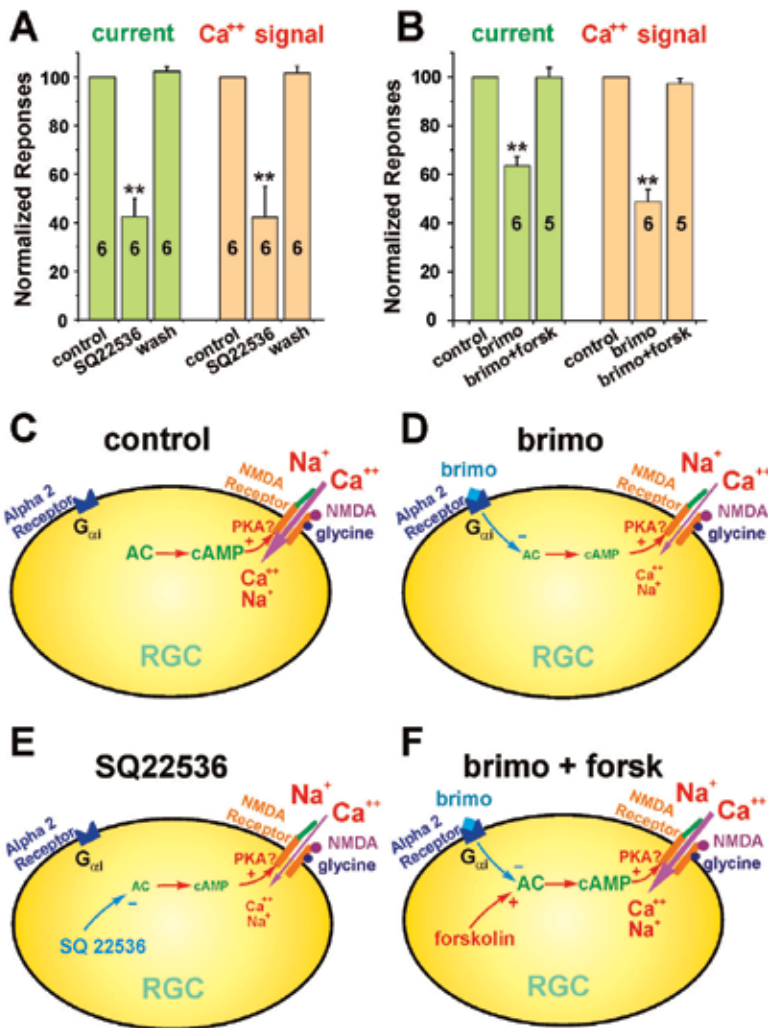 A
current
Ca++ signal
Normalized Reponses
100
80
60
40
20
0
**
**
6
6
6
6
6
6
control
SQ22536
wash
control
SQ22536
wash
B
current
Ca++ signal
Normalized Reponses
100
80
60
40
20
0
**
**
6
5
6
5
control
brimo
brimo+forsk
control
brimo
brimo+forsk
C
control
Alpha 2
Receptor
Gαi
NMDA
Receptor
Na+
Ca++
NMDA
glycine
PKA?
+
AC
cAMP
Ca++
Na+
RGC
D
brimo
brimo
Alpha 2
Receptor
Gαi
-
NMDA
Receptor
Na+
Ca++
NMDA
glycine
PKA?
+
AC
cAMP
Ca++
Na+
RGC
E
SQ22536
Alpha 2
Receptor
Gαi
NMDA
Receptor
Na+
Ca++
NMDA
glycine
PKA?
+
AC
cAMP
-
Ca++
Na+
SQ 22536
RGC
F
brimo + forsk
brimo
Alpha 2
Receptor
Gαi
-
NMDA
Receptor
Na+
Ca++
NMDA
glycine
PKA?
+
AC
cAMP
+
Ca++
Na+
forskolin
RGC